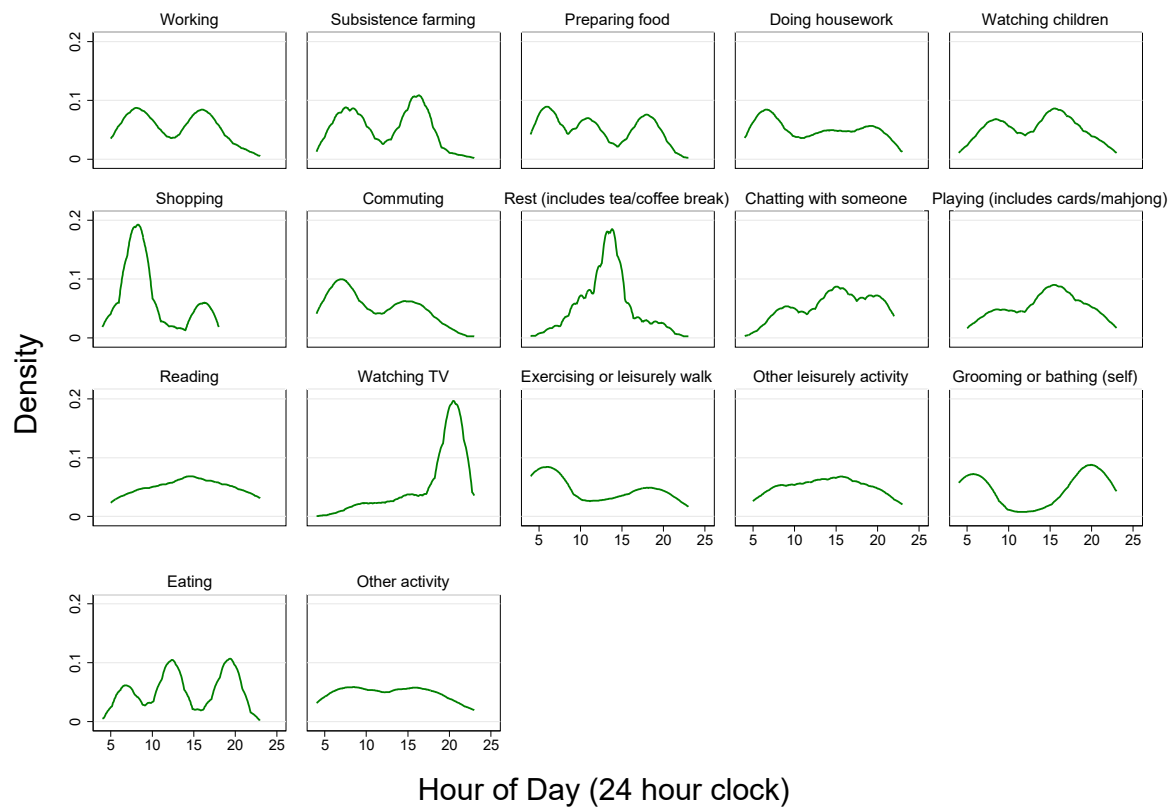 Working Subsistence farming Preparing food Doing housework Watching children
0.2
0.1
0
Shopping Commuting Rest (includes tea/coffee break) Chatting with someone Playing (includes cards/mahjong)
0.2
0.1
0
Reading Watching TV Exercising or leisurely walk Other leisurely activity Grooming or bathing (self)
0.2
0.1
0
5 10 15 20 25 5 10 15 20 25 5 10 15 20 25
Eating Other activity
0.2
0.1
0
5 10 15 20 25 5 10 15 20 25
Density
Hour of Day (24 hour clock)